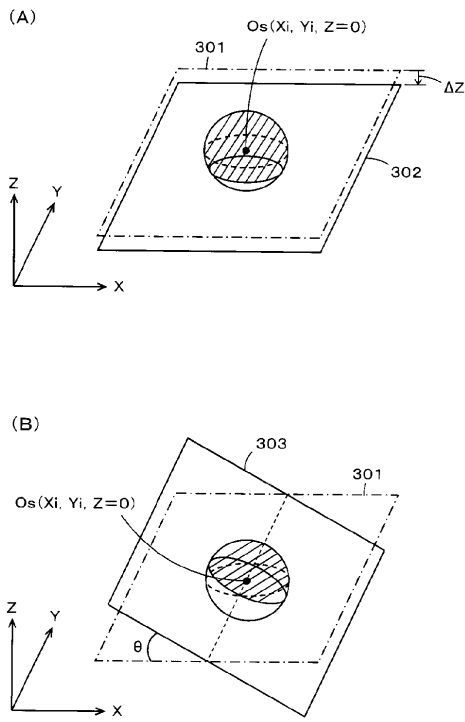 (A)
Os(Xi, Yi, Z=0)
301
ΔZ
302
Z
Y
X
(B)
303
301
Os(Xi, Yi, Z=0)
Z
Y
θ
X